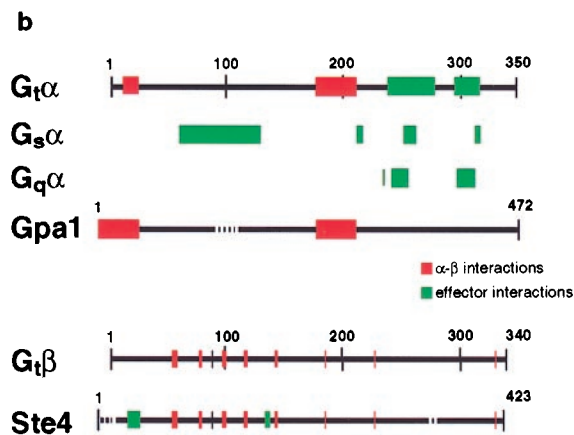 b
1 100 200 300 350
Gtα
Gsα
Gqα
1 472
Gpa1
α-β interactions
effector interactions
1 100 200 300 340
Gtβ
423
Ste4